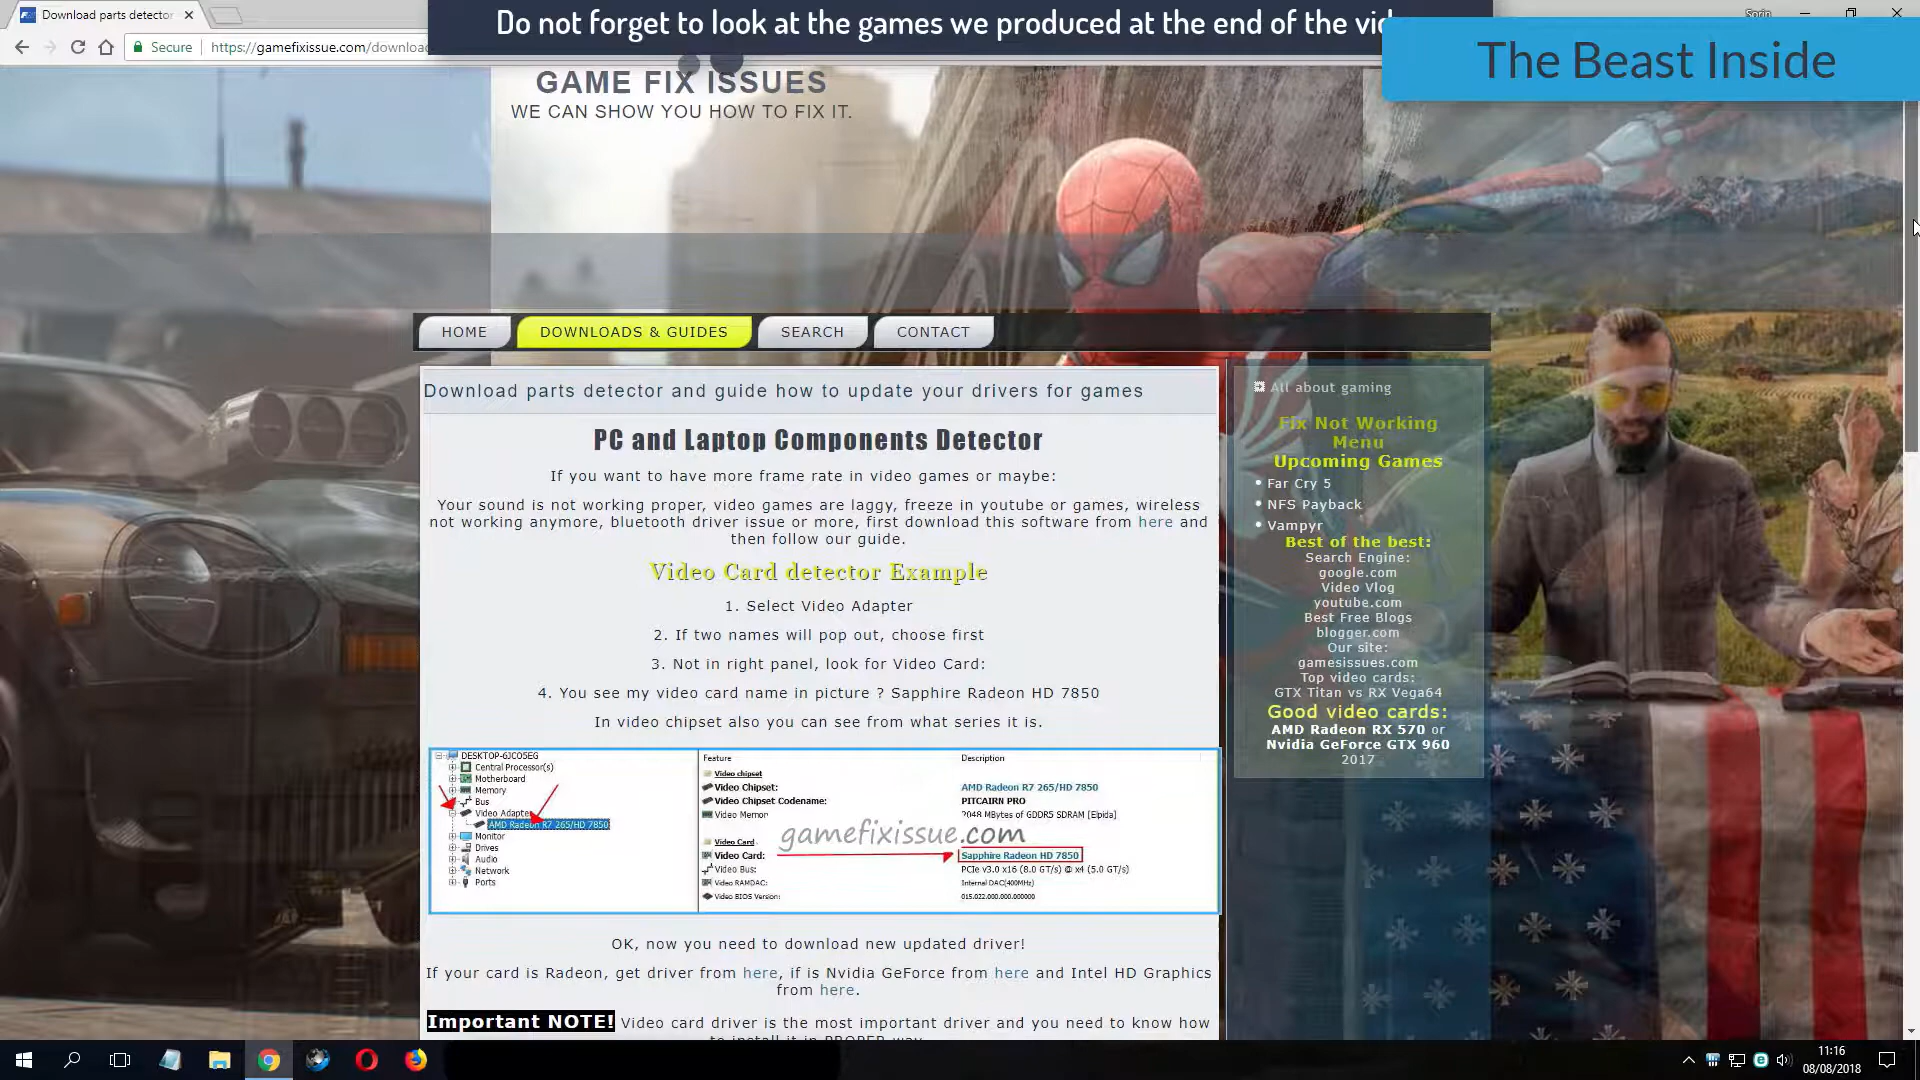 Download parts detector
Do not forget to look at the games we produced at the end of the vid
The Beast Inside
Secure
https://gamefixissue.com/download
GAME FIX ISSUES
WE CAN SHOW YOU HOW TO FIX IT.
HOME
DOWNLOADS & GUIDES
SEARCH
CONTACT
Download parts detector and guide how to update your drivers for games
PC and Laptop Components Detector
If you want to have more frame rate in video games or maybe:
Your sound is not working proper, video games are laggy, freeze in youtube or games, wireless
not working anymore, bluetooth driver issue or more, first download this software from here and
then follow our guide.
Video Card detector Example
1. Select Video Adapter
2. If two names will pop out, choose first
3. Not in right panel, look for Video Card:
4. You see my video card name in picture ? Sapphire Radeon HD 7850
In video chipset also you can see from what series it is.
DESKTOP-6JCO5EG
Central Processor(s)
Motherboard
Memory
Bus
Video Adapter
AMD Radeon R7 265/HD 7850
Monitor
Drives
Audio
Network
Ports
Feature
Description
Video chipset
Video Chipset:
AMD Radeon R7 265/HD 7850
Video Chipset Codename:
PITCAIRN PRO
Video Memor
2048 MBytes of GDDR5 SDRAM [Elpida]
gamefixissue.com
Video Card
Video Card:
Sapphire Radeon HD 7850
Video Bus:
PCIe v3.0 x16 (8.0 GT/s) @ x4 (5.0 GT/s)
Video RAMDAC:
Internal DAC(400MHz)
Video BIOS Version:
015.022.000.000.000000
OK, now you need to download new updated driver!
If your card is Radeon, get driver from here, if is Nvidia GeForce from here and Intel HD Graphics
from here.
Important NOTE! Video card driver is the most important driver and you need to know how
to install it in PROPER way
All about gaming
Fix Not Working
Menu
Upcoming Games
Far Cry 5
NFS Payback
Vampyr
Best of the best:
Search Engine:
google.com
Video Vlog
youtube.com
Best Free Blogs
blogger.com
Our site:
gamesissues.com
Top video cards:
GTX Titan vs RX Vega64
Good video cards:
AMD Radeon RX 570 or
Nvidia GeForce GTX 960
2017
11:16
08/08/2018